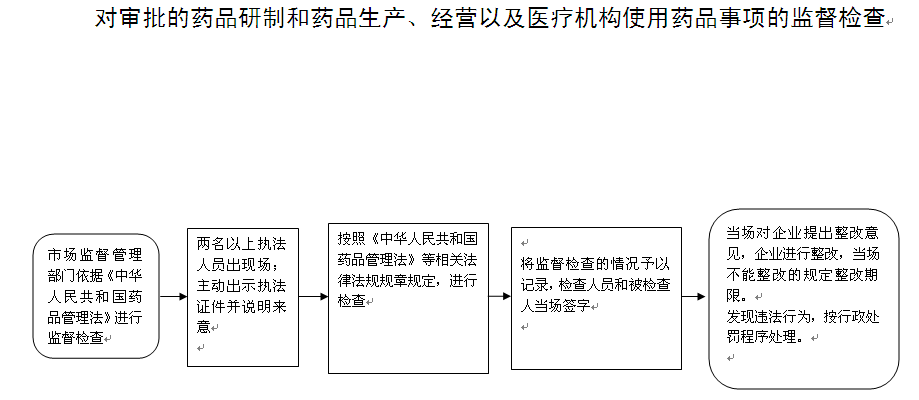 对审批的药品研制和药品生产、经营以及医疗机构使用药品事项的监督检查
市场监督管理
部门依据《中华
人民共和国药
品管理法》进行
监督检查
两名以上执法
人员出现场；
主动出示执法
证件并说明来
意
按照《中华人民共和国
药品管理法》等相关法
律法规规章规定，进行
检查
将监督检查的情况予以
记录，检查人员和被检查
人当场签字
当场对企业提出整改意
见，企业进行整改，当场
不能整改的规定整改期
限。
发现违法行为，按行政处
罚程序处理。